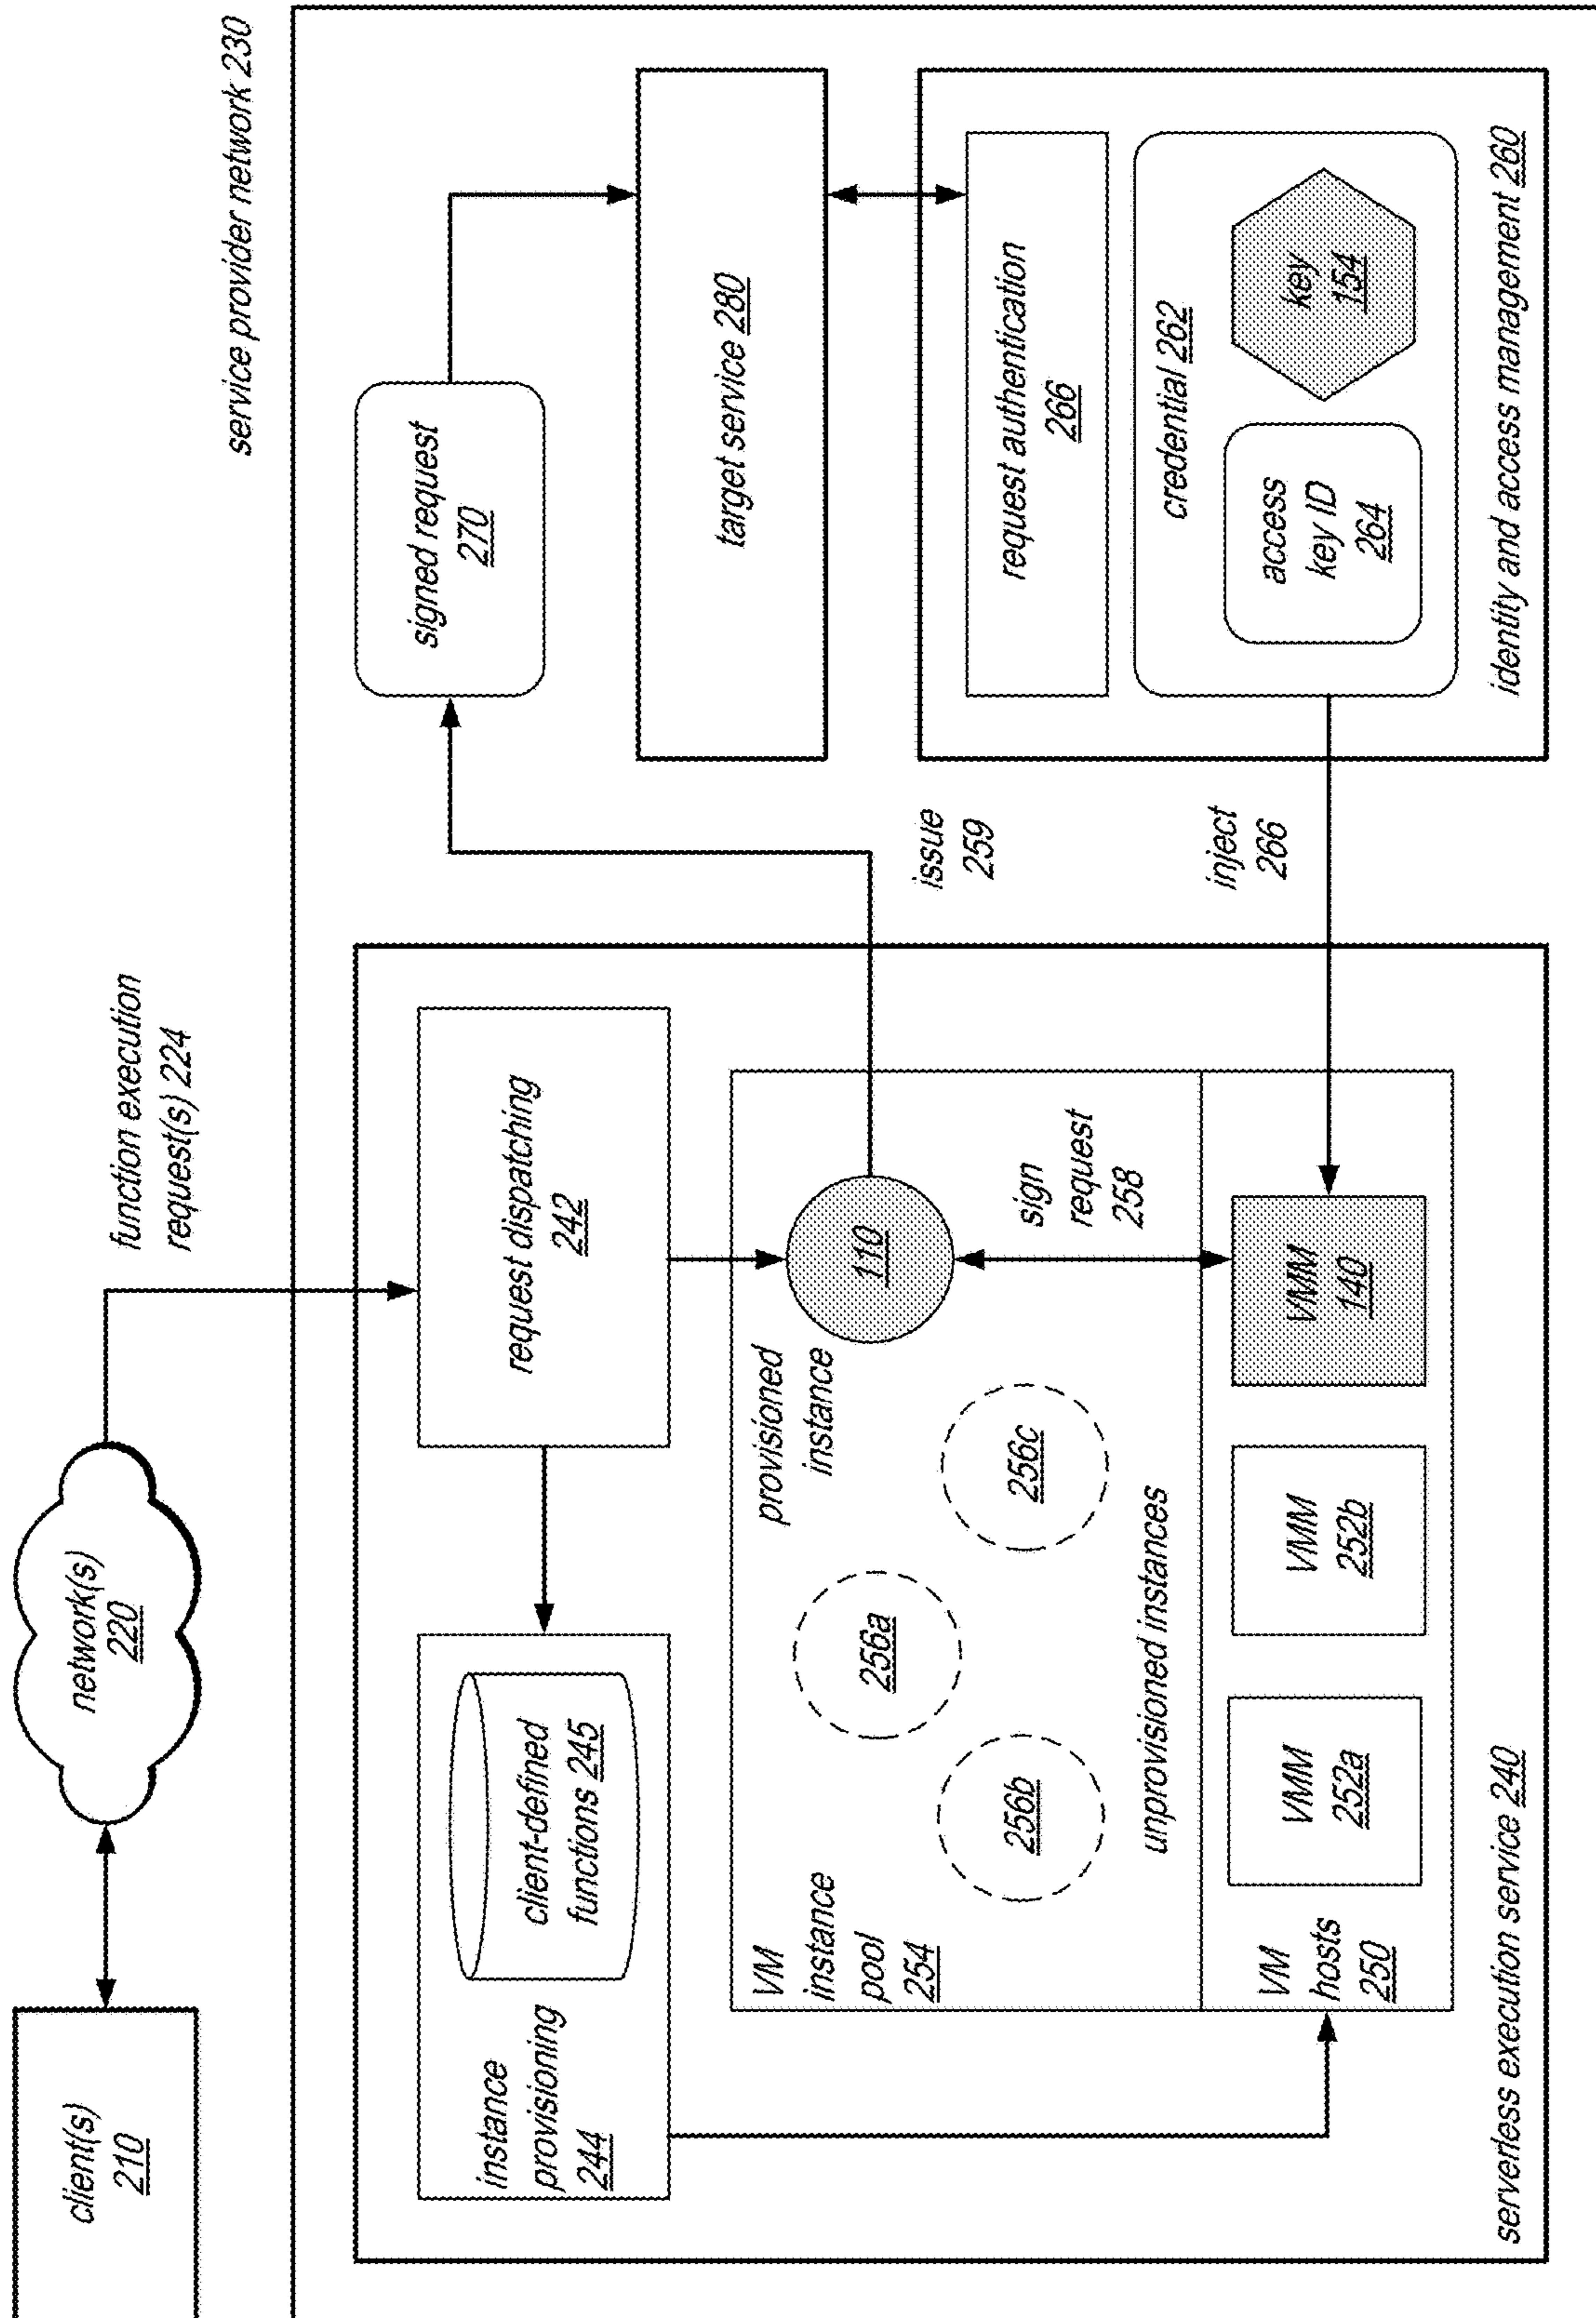 client(s)
210
network(s)
220
function execution
request(s) 224
service provider network 230
instance
provisioning
244
client-defined
functions 245
request dispatching
242
signed request
270
VM
instance
pool
254
256b
256a
256c
provisioned
instance
110
unprovisioned instances
sign
request
258
issue
259
target service 280
request authentication
266
credential 262
access
key ID
264
key
154
identity and access management 260
inject
266
VM
hosts
250
VMM
252a
VMM
252b
VMM
140
serverless execution service 240